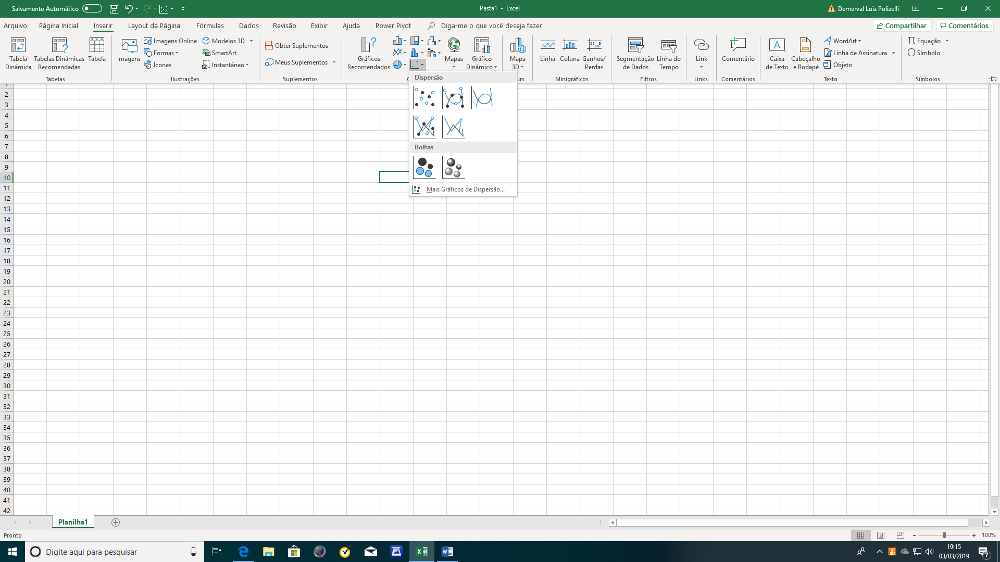 Salvamento Automático
Pasta1 - Excel
Demerval Luiz Polizelli
Arquivo Página Inicial Inserir Layout da Página Fórmulas Dados Revisão Exibir Ajuda Power Pivot Diga-me o que você deseja fazer
Compartilhar Comentários
Tabela Dinâmica
Tabelas Dinâmicas Recomendadas
Tabela
Tabelas
Imagens
Imagens Online
Formas
Ícones
Modelos 3D
SmartArt
Instantâneo
Ilustrações
Obter Suplementos
Meus Suplementos
Suplementos
Gráficos Recomendados
Mapas
Gráfico Dinâmico
Mapa 3D
Linha
Coluna
Ganhos/ Perdas
Minigráficos
Segmentação de Dados
Linha do Tempo
Filtros
Link
Links
Comentário
Comentários
Caixa de Texto
Cabeçalho e Rodapé
WordArt
Linha de Assinatura
Objeto
Texto
Equação
Símbolo
Símbolos
Dispersão
Bolhas
Mais Gráficos de Dispersão...
2
3
4
5
6
7
8
9
10
11
12
13
14
15
16
17
18
19
20
21
22
23
24
25
26
27
28
29
30
31
32
33
34
35
36
37
38
39
40
41
42
Planilha1
Pronto
100%
Digite aqui para pesquisar
19:15
03/03/2019
7